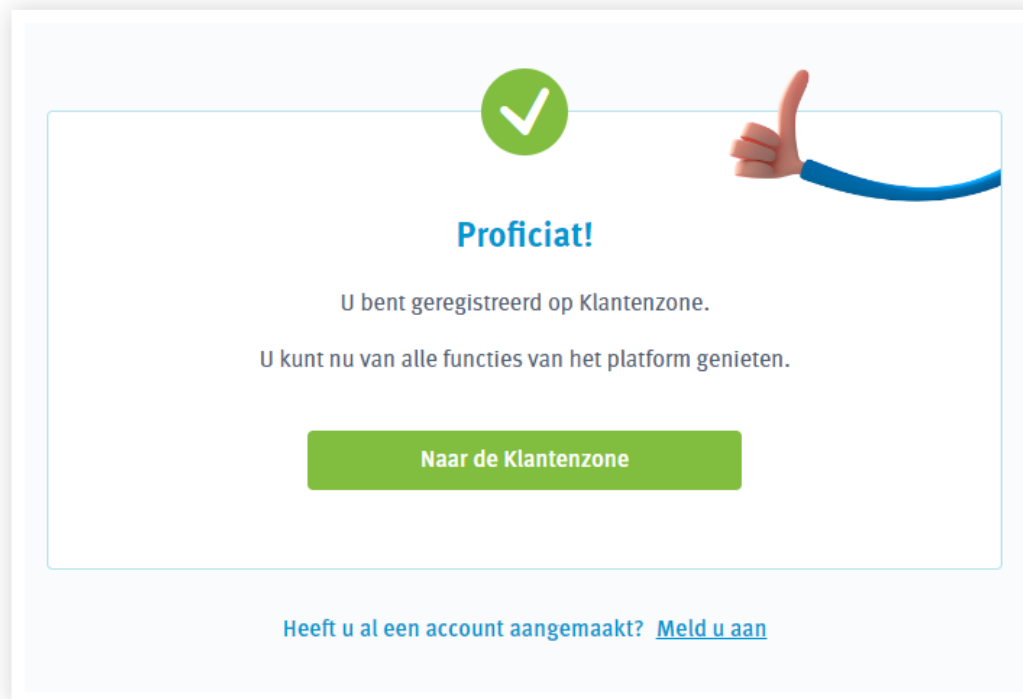 Proficiat!
U bent geregistreerd op Klantenzone.
U kunt nu van alle functies van het platform genieten.
Naar de Klantenzone
Heeft u al een account aangemaakt? Meld u aan